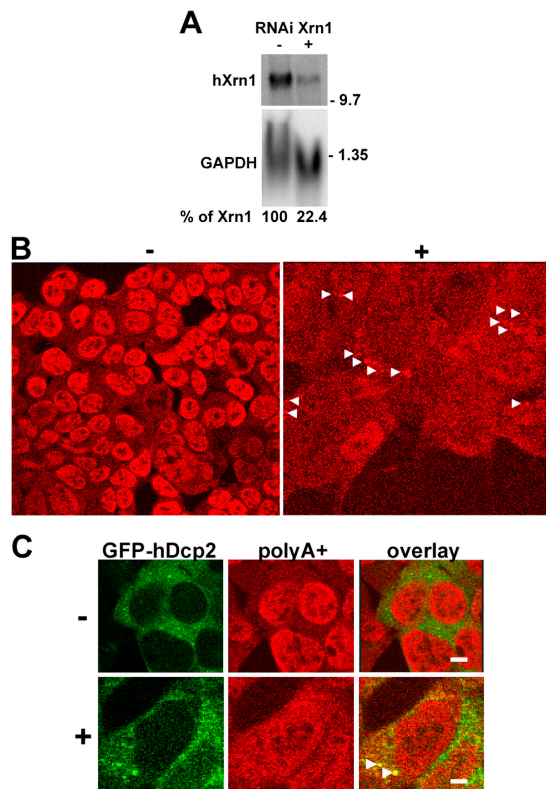 A
RNAi Xrn1
- +
hXrn1
- 9.7
GAPDH
- 1.35
% of Xrn1 100 22.4
B
- +
C
GFP-hDcp2 polyA+ overlay
-
+